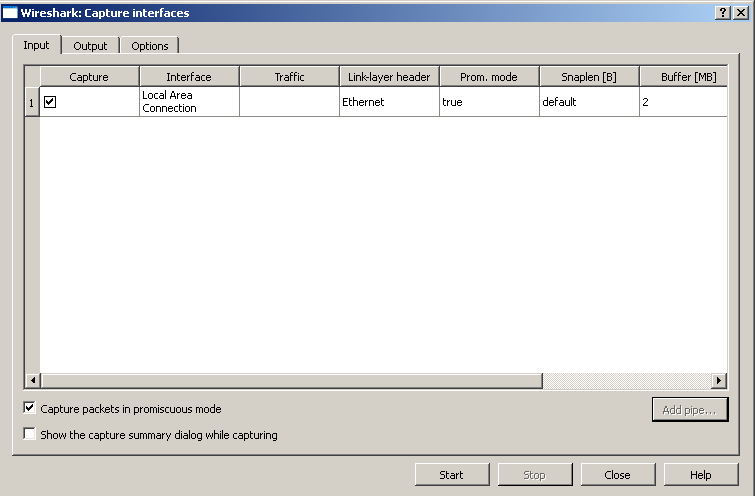 Wireshark: Capture interfaces
Input Output Options
Capture Interface Traffic Link-layer header Prom. mode Snaplen [B] Buffer [MB]
1 Local Area Connection Ethernet true default 2
Capture packets in promiscuous mode
Add pipe...
Show the capture summary dialog while capturing
Start Stop Close Help